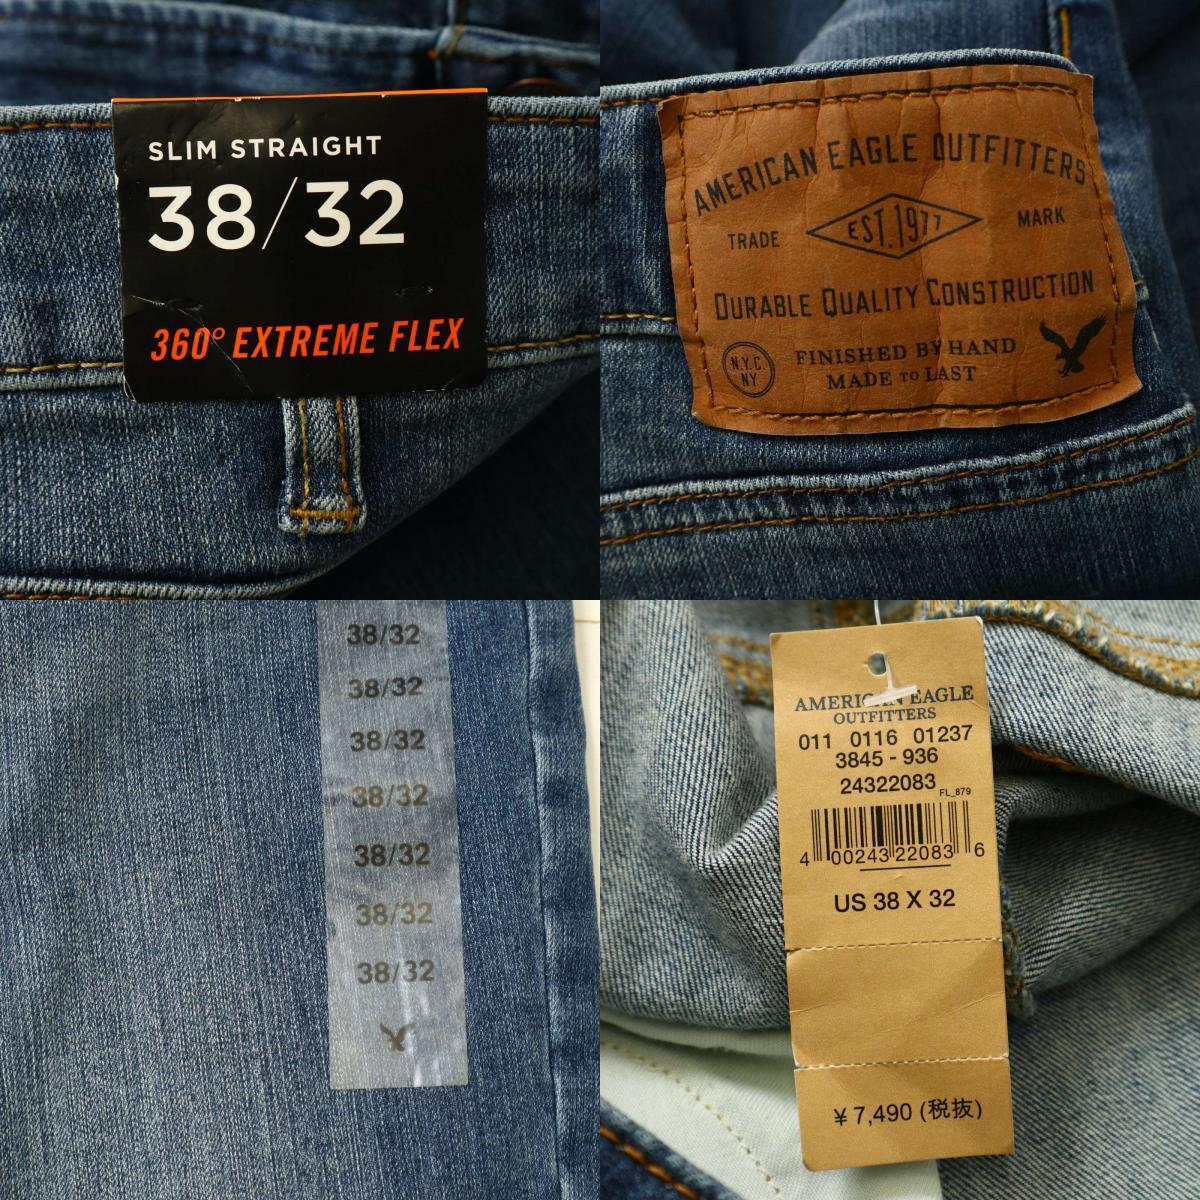 SLIM STRAIGHT
38/32
360° EXTREME FLEX
AMERICAN EAGLE OUTFITTERS
TRADE EST.1977 MARK
DURABLE QUALITY CONSTRUCTION
N.Y.C. NY
FINISHED BY HAND
MADE TO LAST
38/32
38/32
38/32
38/32
38/32
38/32
38/32
AMERICAN EAGLE
OUTFITTERS
011 0116 01237
3845 - 936
24322083
FL_879
4 00243 22083 6
US 38 X 32
¥7,490 (税抜)